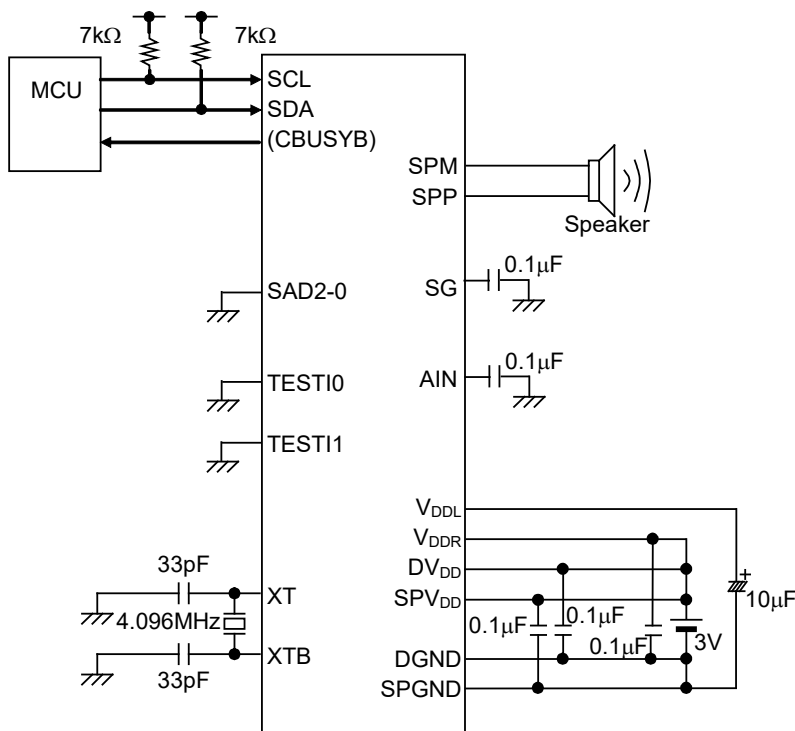 7kΩ
7kΩ
MCU
SCL
SDA
(CBUSYB)
SPM
SPP
Speaker
SG
0.1μF
SAD2-0
AIN
0.1μF
TESTI0
TESTI1
VDDL
VDDR
DVDD
SPVDD
+
10μF
0.1μF
0.1μF
0.1μF
3V
DGND
SPGND
33pF
XT
4.096MHz
XTB
33pF